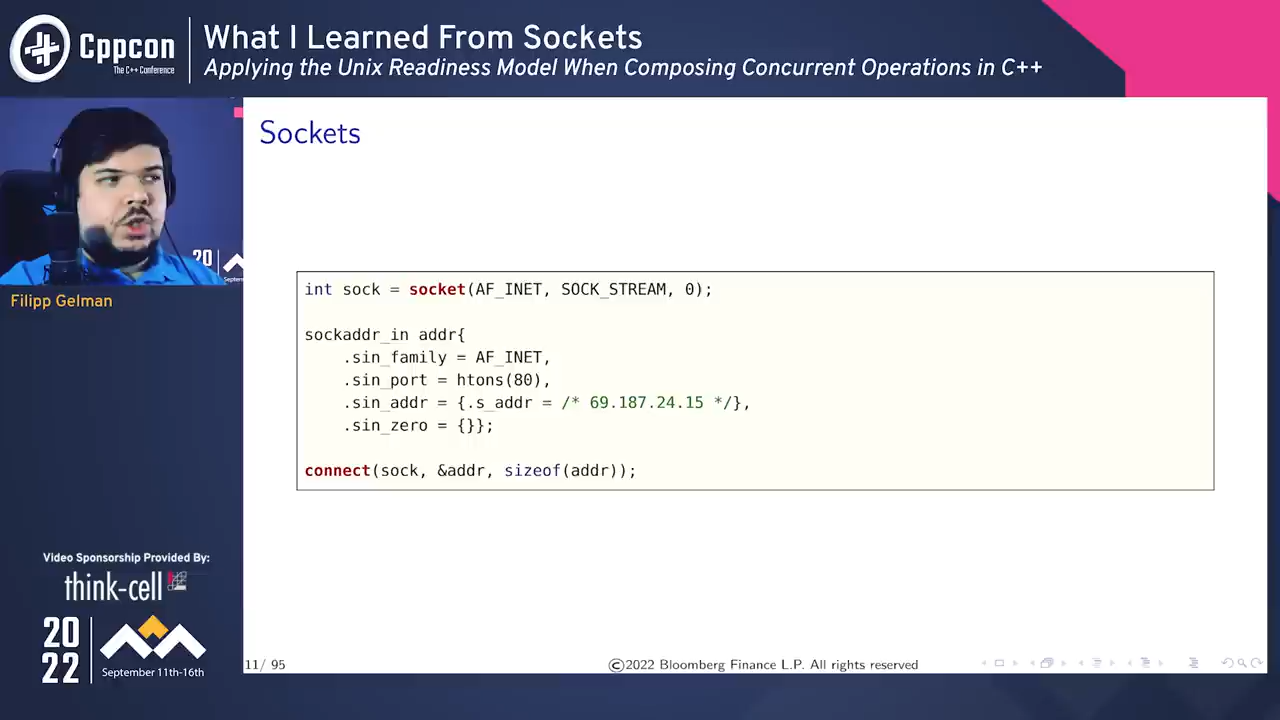 Cppcon
The C++ Conference
What I Learned From Sockets
Applying the Unix Readiness Model When Composing Concurrent Operations in C++
Sockets
20
Filipp Gelman
int sock = socket(AF_INET, SOCK_STREAM, 0);
sockaddr_in addr{
.sin_family = AF_INET,
.sin_port = htons(80),
.sin_addr = {.s_addr = /* 69.187.24.15 */},
.sin_zero = {}};
connect(sock, &addr, sizeof(addr));
Video Sponsorship Provided By:
think-cell
20
22
September 11th-16th
11/ 95
©2022 Bloomberg Finance L.P. All rights reserved